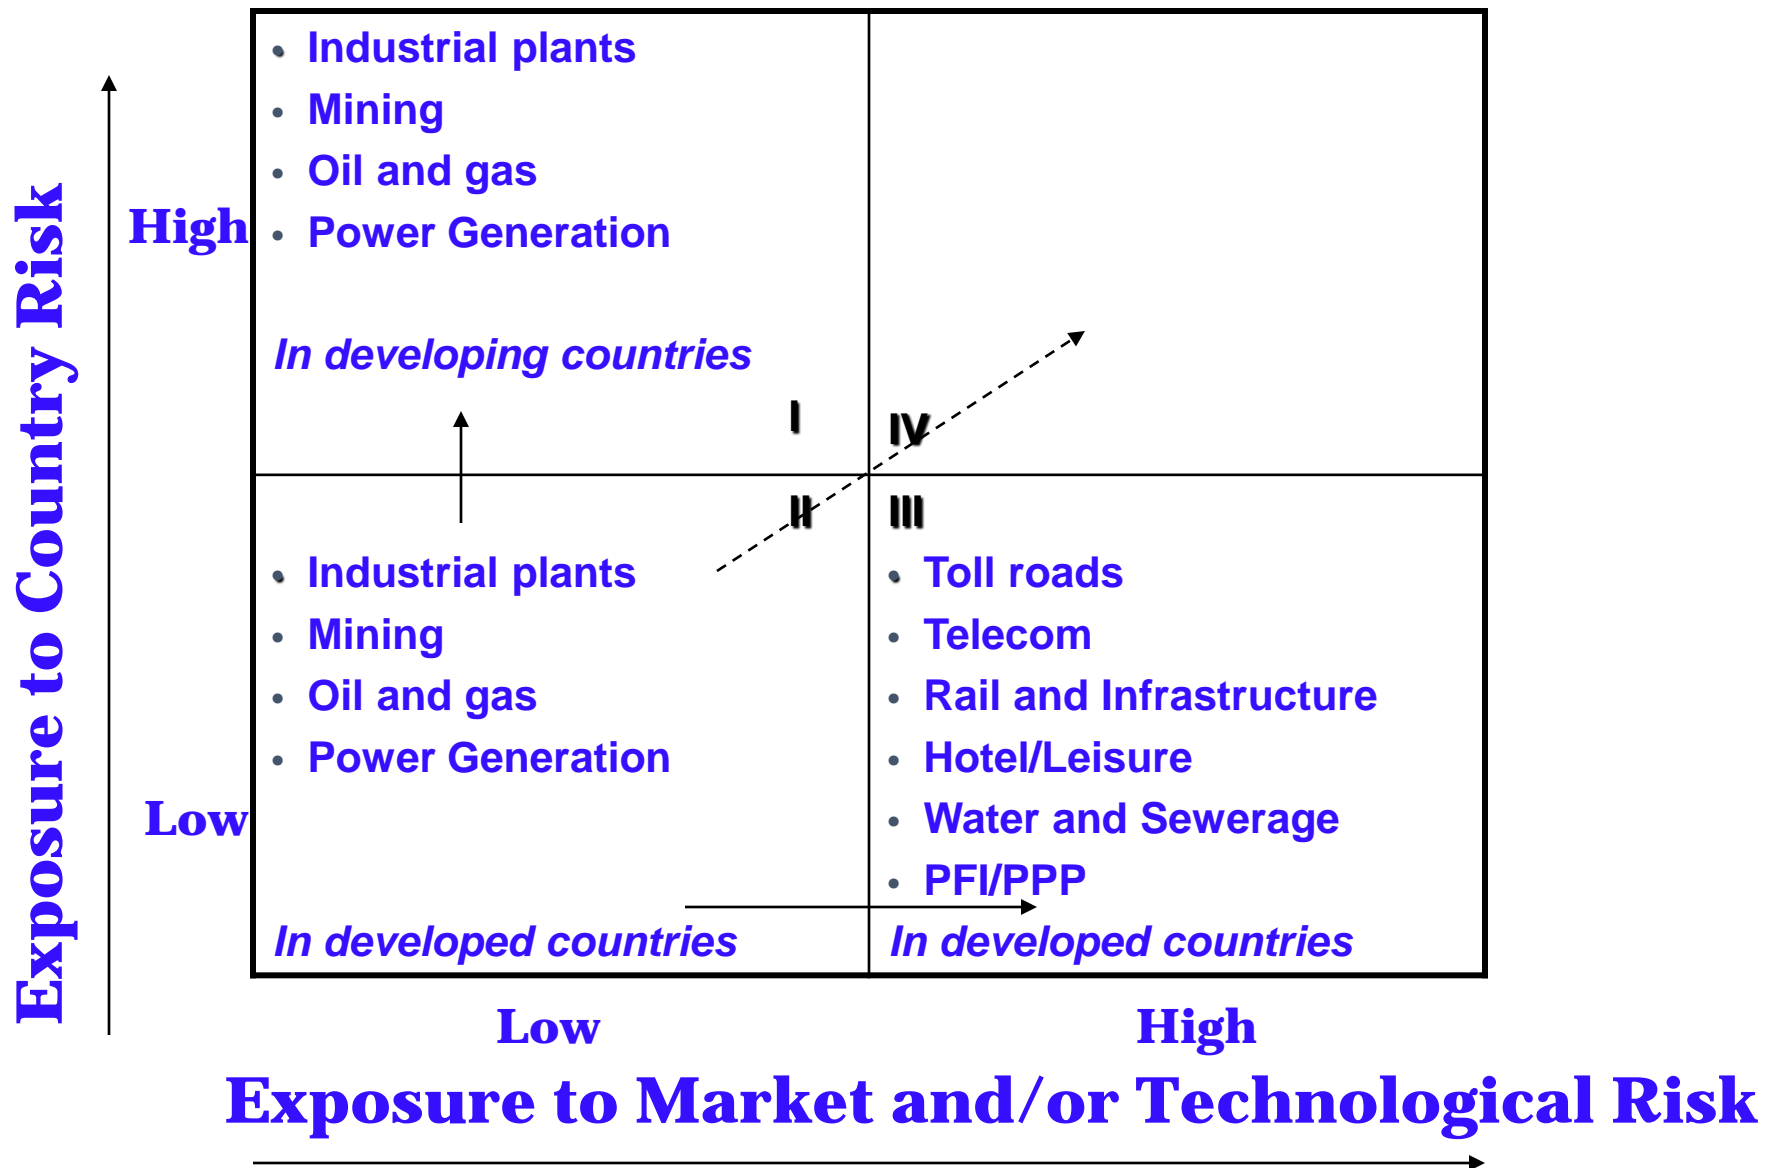 Exposure to Country Risk
High
Low
• Industrial plants
• Mining
• Oil and gas
• Power Generation
In developing countries
I
IV
II
III
• Industrial plants
• Mining
• Oil and gas
• Power Generation
In developed countries
• Toll roads
• Telecom
• Rail and Infrastructure
• Hotel/Leisure
• Water and Sewerage
• PFI/PPP
In developed countries
Low
High
Exposure to Market and/or Technological Risk